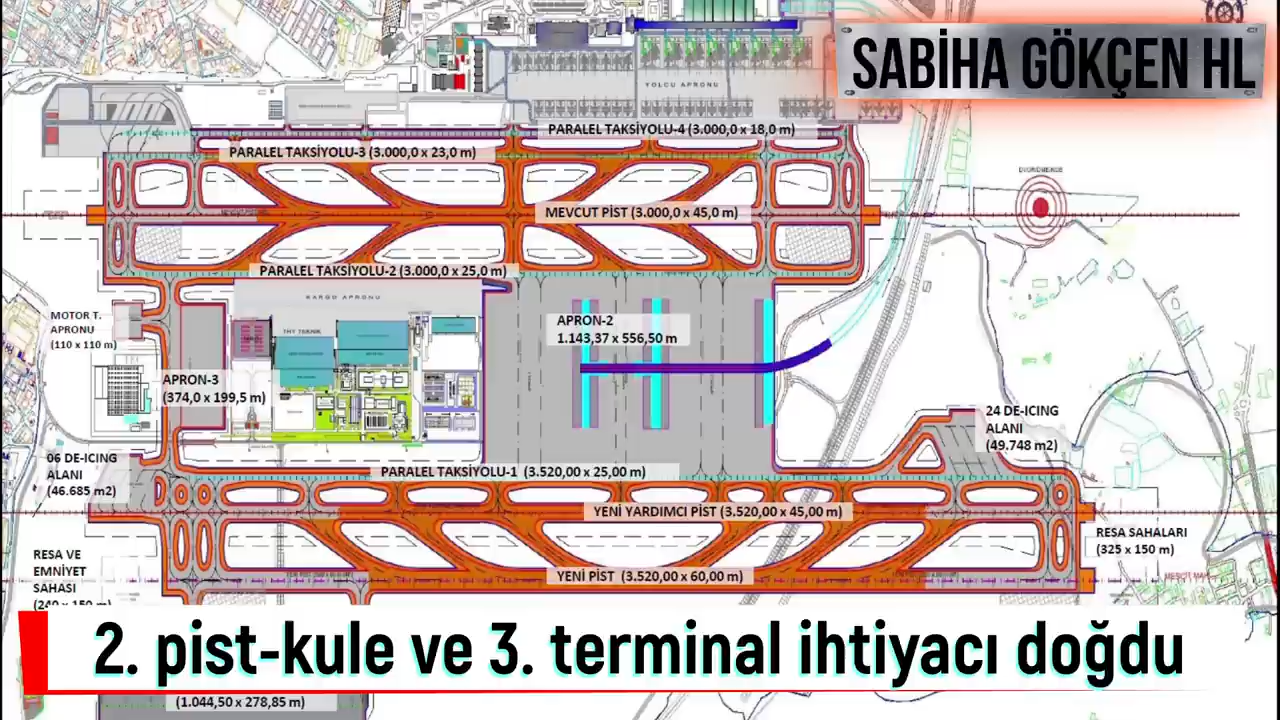 SABİHA GÖKÇEN HL
YOLCU APRONU
PARALEL TAKSİYOLU-4 (3.000,0 x 18,0 m)
PARALEL TAKSİYOLU-3 (3.000,0 x 23,0 m)
MEVCUT PİST (3.000,0 x 45,0 m)
PARALEL TAKSİYOLU-2 (3.000,0 x 25,0 m)
KARGO APRONU
MOTOR T.
APRONU
(110 x 110 m)
THY TEKNİK
APRON-2
1.143,37 x 556,50 m
APRON-3
(374,0 x 199,5 m)
24 DE-ICING
ALANI
(49.748 m2)
06 DE-ICING
ALANI
(46.685 m2)
PARALEL TAKSİYOLU-1 (3.520,00 x 25,00 m)
YENİ YARDIMCI PİST (3.520,00 x 45,00 m)
RESA SAHALARI
(325 x 150 m)
RESA VE
EMNİYET
SAHASI
(240 x 150 m)
YENİ PİST (3.520,00 x 60,00 m)
2. pist-kule ve 3. terminal ihtiyacı doğdu
(1.044,50 x 278,85 m)